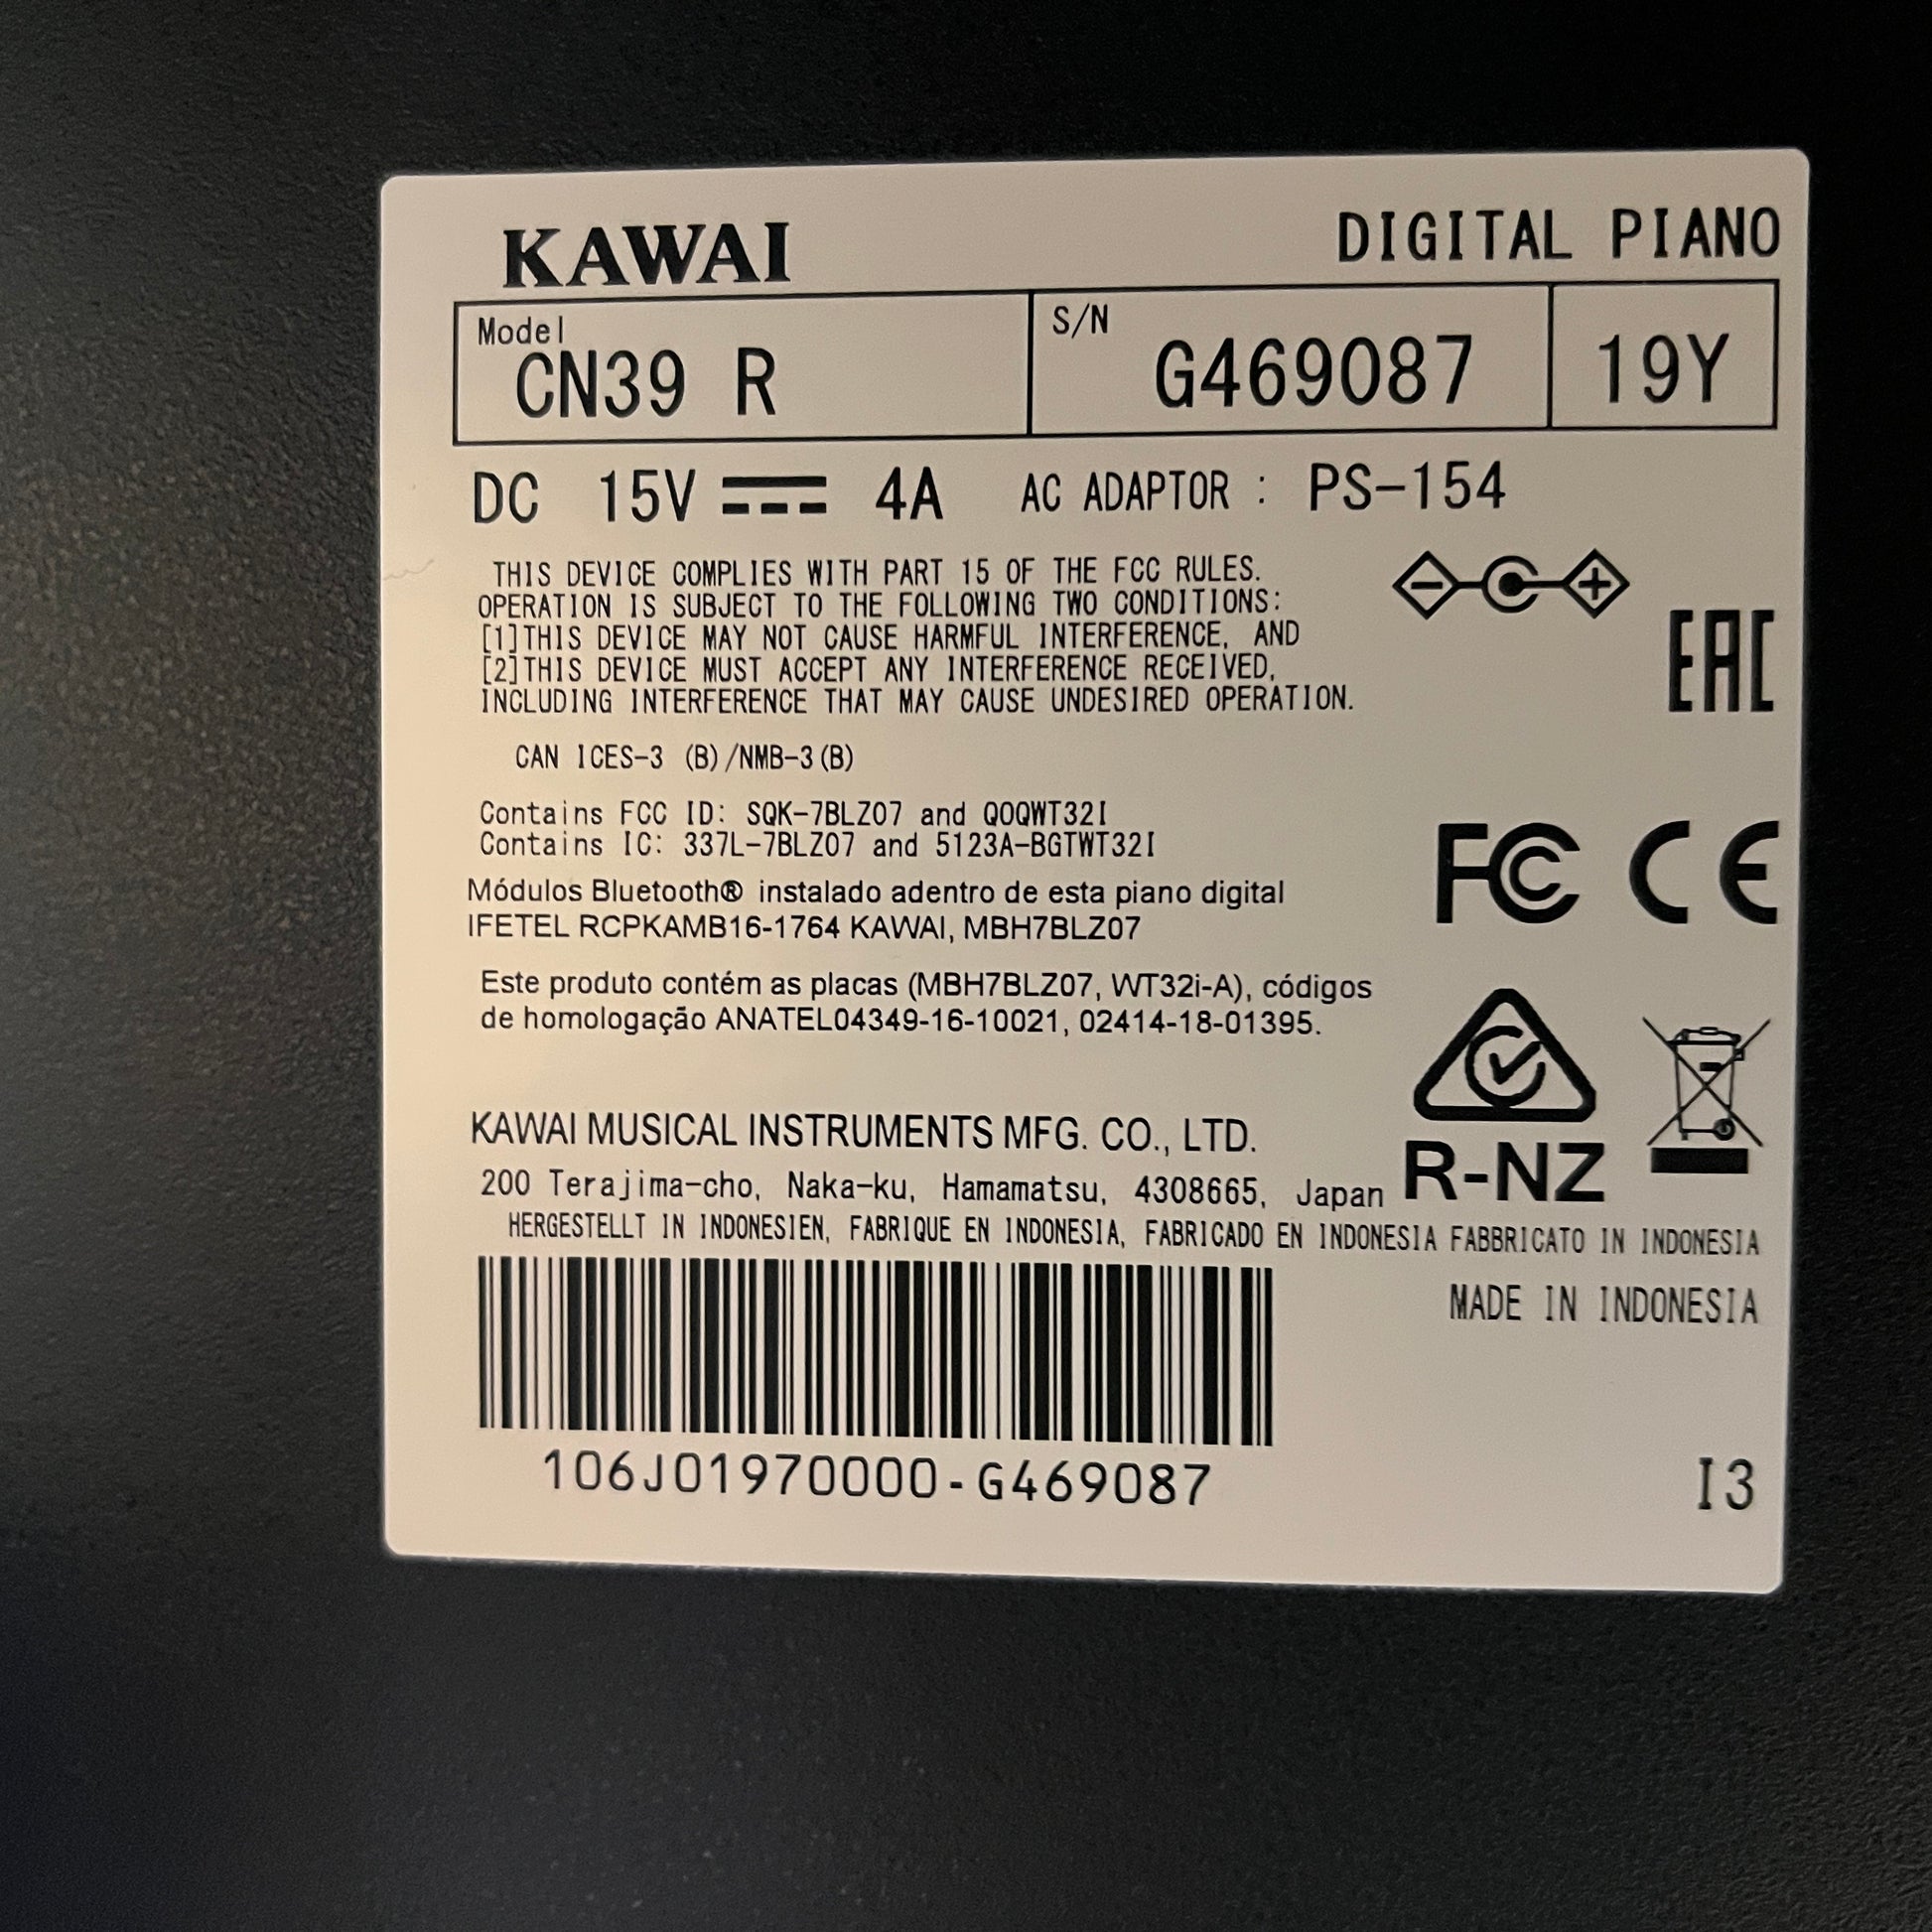 KAWAI DIGITAL PIANO
Model S/N
CN39 R G469087 19Y
DC 15V 4A AC ADAPTOR : PS-154
THIS DEVICE COMPLIES WITH PART 15 OF THE FCC RULES.
OPERATION IS SUBJECT TO THE FOLLOWING TWO CONDITIONS:
[1]THIS DEVICE MAY NOT CAUSE HARMFUL INTERFERENCE, AND
[2]THIS DEVICE MUST ACCEPT ANY INTERFERENCE RECEIVED,
INCLUDING INTERFERENCE THAT MAY CAUSE UNDESIRED OPERATION.
EAC
CAN ICES-3 (B)/NMB-3(B)
Contains FCC ID: SQK-7BLZ07 and QOQWT32I
Contains IC: 337L-7BLZ07 and 5123A-BGTWT32I
FC CE
Módulos Bluetooth® instalado adentro de esta piano digital
IFETEL RCPKAMB16-1764 KAWAI, MBH7BLZ07
Este produto contém as placas (MBH7BLZ07, WT32i-A), códigos
de homologação ANATEL04349-16-10021, 02414-18-01395.
KAWAI MUSICAL INSTRUMENTS MFG. CO., LTD.
R-NZ
200 Terajima-cho, Naka-ku, Hamamatsu, 4308665, Japan
HERGESTELLT IN INDONESIEN, FABRIQUE EN INDONESIA, FABRICADO EN INDONESIA FABBRICATO IN INDONESIA
MADE IN INDONESIA
106J01970000-G469087
I3